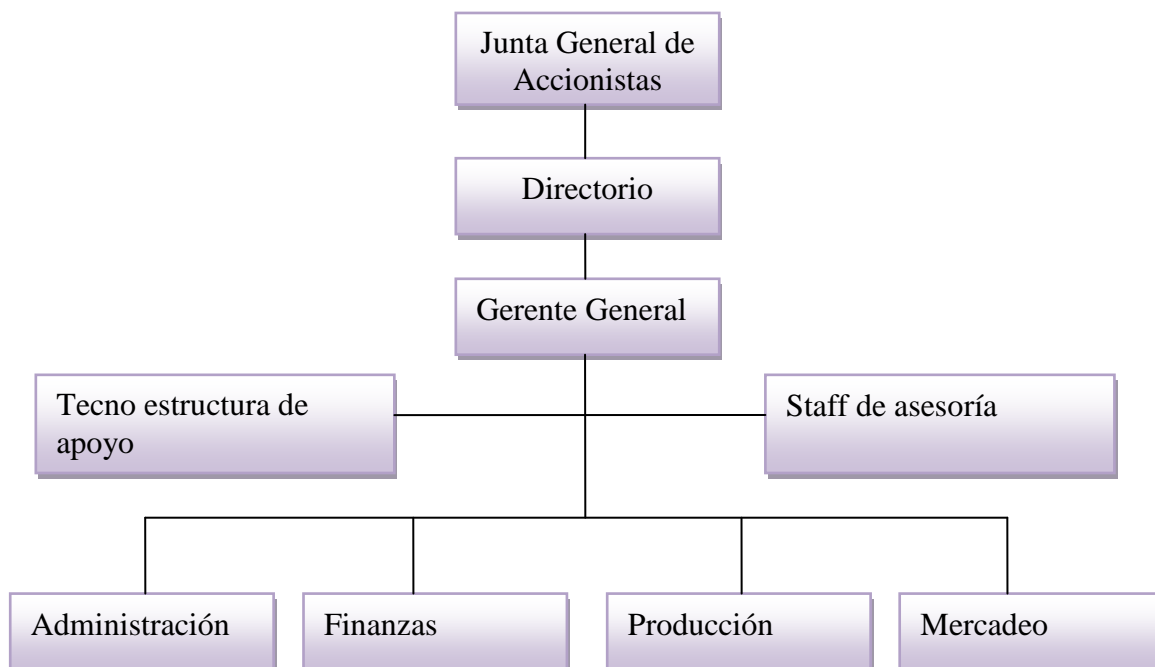 Junta General de
Accionistas
Directorio
Gerente General
Tecno estructura de
apoyo
Staff de asesoría
Administración
Finanzas
Producción
Mercadeo